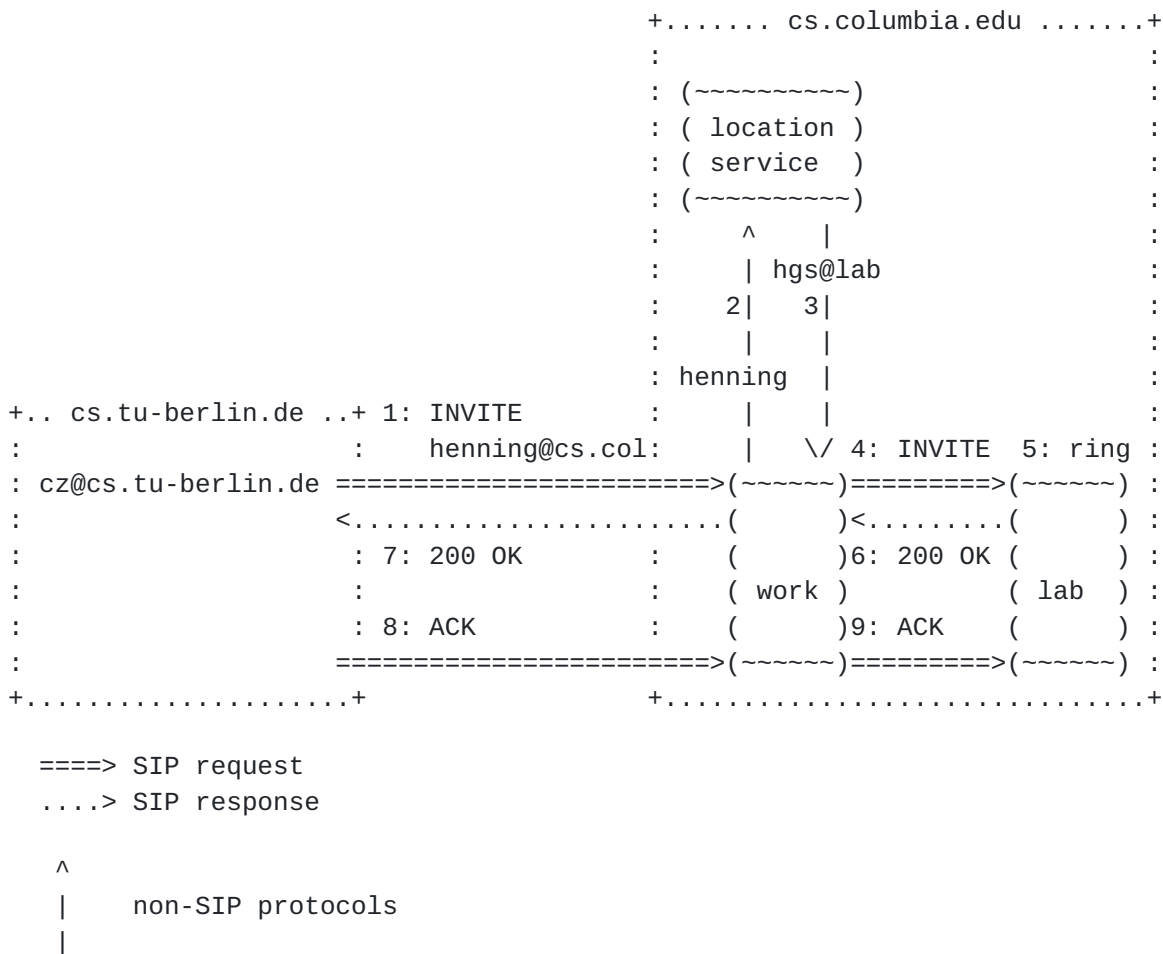 +....... cs.columbia.edu .......+
:                               :
: (~~~~~~~~~~)                  :
: ( location )                  :
: ( service  )                  :
: (~~~~~~~~~~)                  :
:     ^    |                    :
:     | hgs@lab                 :
:    2|   3|                    :
:     |    |                    :
: henning  |                    :
+.. cs.tu-berlin.de ..+ 1: INVITE       :     |    |                    :
:                     :    henning@cs.col:     |    \/ 4: INVITE  5: ring :
: cz@cs.tu-berlin.de ========================>(~~~~~~)=========>(~~~~~~) :
:                    <........................(      )<.........(      ) :
:                     : 7: 200 OK       :    (      )6: 200 OK (      ) :
:                     :                 :    ( work )          ( lab  ) :
:                     : 8: ACK          :    (      )9: ACK    (      ) :
:                    ========================>(~~~~~~)=========>(~~~~~~) :
+.....................+                 +...............................+
====> SIP request
....> SIP response
^
|    non-SIP protocols
|